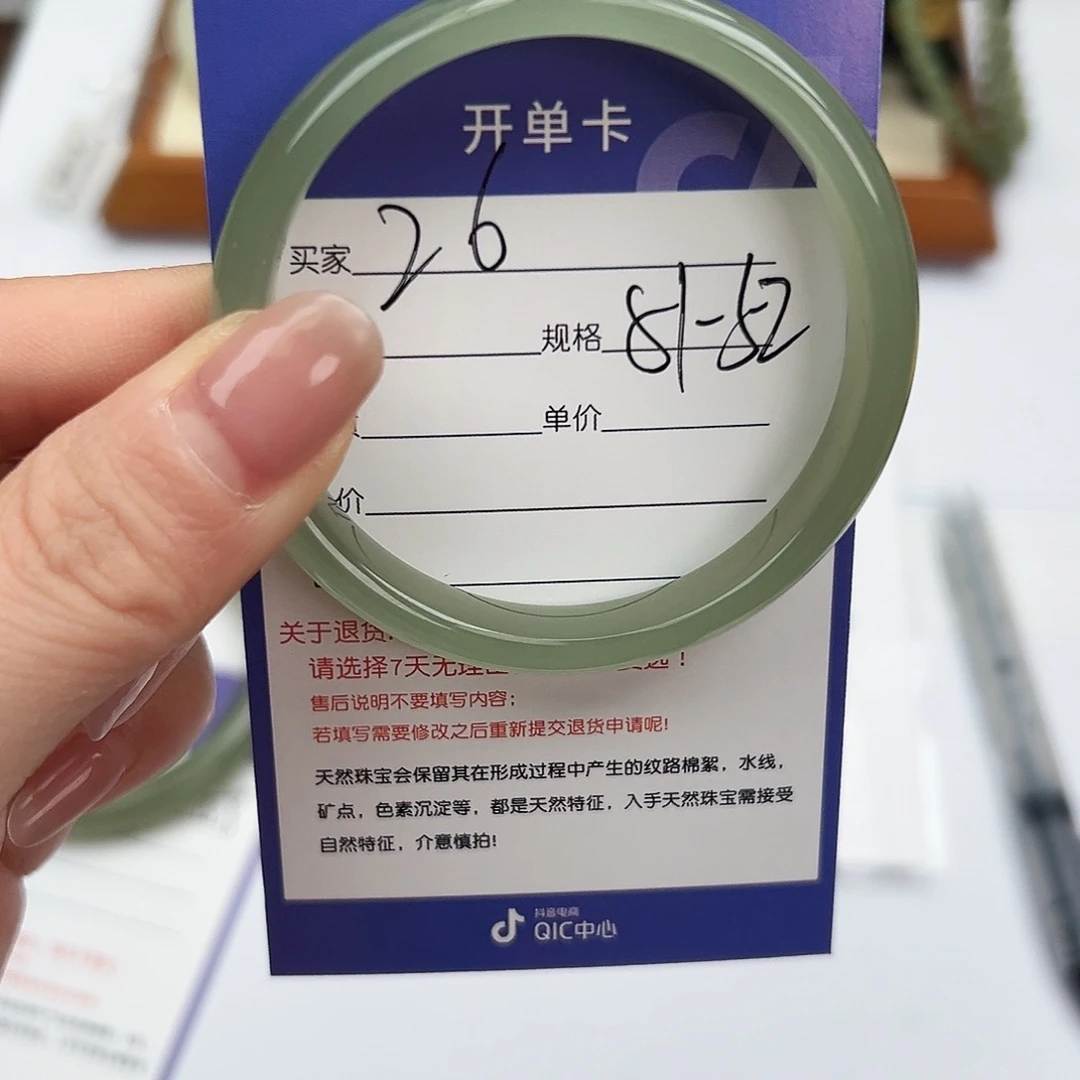 开单卡
买家 26
规格 51-52
单价
价
关于退货
请选择7天无理由
售后说明不要填写内容；
若填写需要修改之后重新提交退货申请呢!
天然珠宝会保留其在形成过程中产生的纹路棉絮，水线，
矿点，色素沉淀等，都是天然特征，入手天然珠宝需接受
自然特征，介意慎拍!
抖音电商
QIC中心